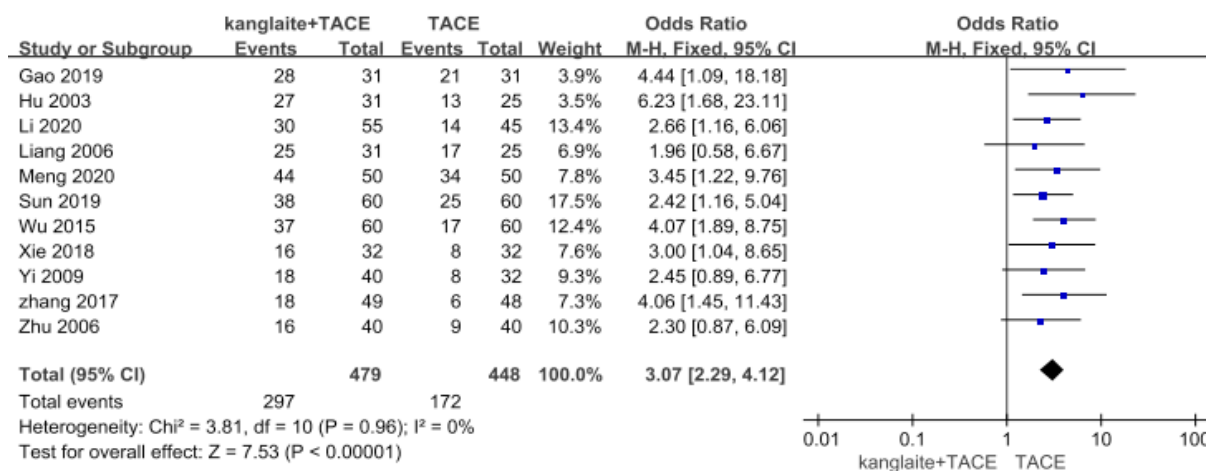 kanglaite+TACE TACE Odds Ratio Odds Ratio
Study or Subgroup Events Total Events Total Weight M-H, Fixed, 95% CI M-H, Fixed, 95% CI
Gao 2019 28 31 21 31 3.9% 4.44 [1.09, 18.18]
Hu 2003 27 31 13 25 3.5% 6.23 [1.68, 23.11]
Li 2020 30 55 14 45 13.4% 2.66 [1.16, 6.06]
Liang 2006 25 31 17 25 6.9% 1.96 [0.58, 6.67]
Meng 2020 44 50 34 50 7.8% 3.45 [1.22, 9.76]
Sun 2019 38 60 25 60 17.5% 2.42 [1.16, 5.04]
Wu 2015 37 60 17 60 12.4% 4.07 [1.89, 8.75]
Xie 2018 16 32 8 32 7.6% 3.00 [1.04, 8.65]
Yi 2009 18 40 8 32 9.3% 2.45 [0.89, 6.77]
zhang 2017 18 49 6 48 7.3% 4.06 [1.45, 11.43]
Zhu 2006 16 40 9 40 10.3% 2.30 [0.87, 6.09]
Total (95% CI) 479 448 100.0% 3.07 [2.29, 4.12]
Total events 297 172
Heterogeneity: Chi² = 3.81, df = 10 (P = 0.96); I² = 0%
Test for overall effect: Z = 7.53 (P < 0.00001)
0.01 0.1 1 10 100
kanglaite+TACE TACE